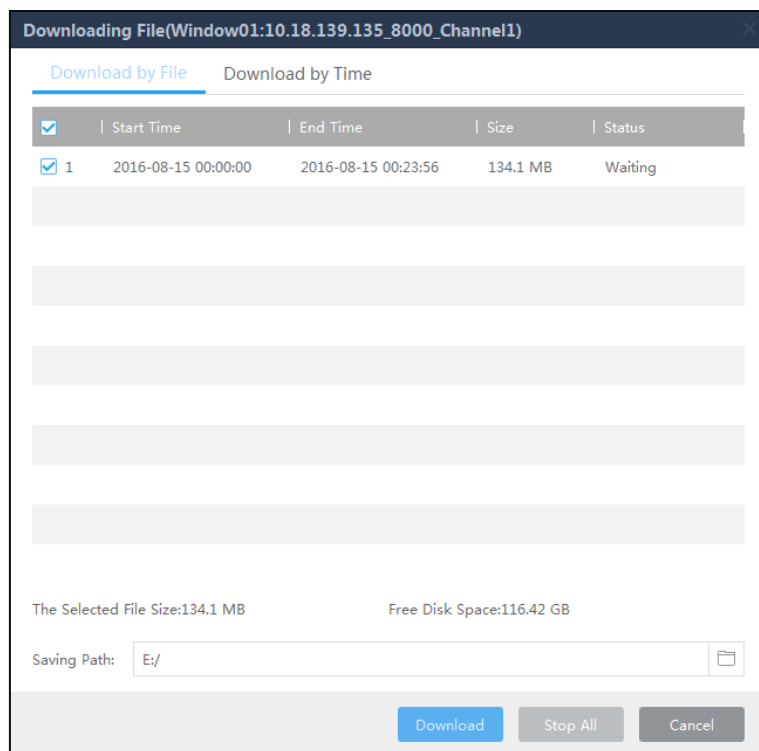 Downloading File(Window01:10.18.139.135_8000_Channel1)
Download by File Download by Time
Start Time End Time Size Status
1 2016-08-15 00:00:00 2016-08-15 00:23:56 134.1 MB Waiting
The Selected File Size:134.1 MB Free Disk Space:116.42 GB
Saving Path: E:/
Download Stop All Cancel